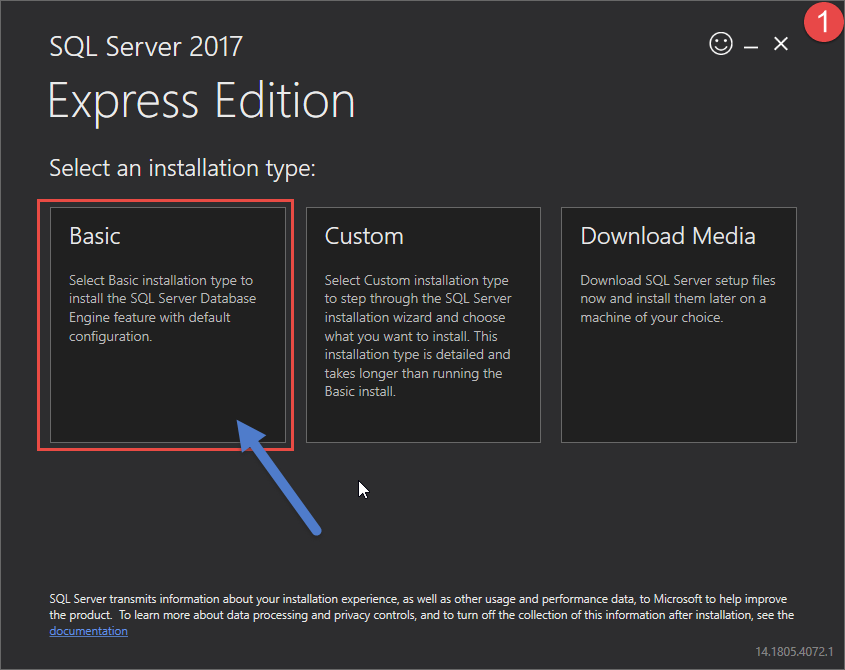 1
SQL Server 2017
Express Edition
Select an installation type:
Basic
Select Basic installation type to
install the SQL Server Database
Engine feature with default
configuration.
Custom
Select Custom installation type
to step through the SQL Server
installation wizard and choose
what you want to install. This
installation type is detailed and
takes longer than running the
Basic install.
Download Media
Download SQL Server setup files
now and install them later on a
machine of your choice.
SQL Server transmits information about your installation experience, as well as other usage and performance data, to Microsoft to help improve
the product.  To learn more about data processing and privacy controls, and to turn off the collection of this information after installation, see the
documentation
14.1805.4072.1